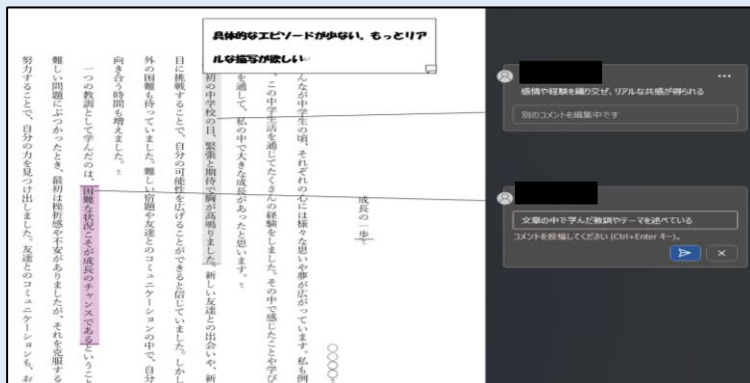 具体的なエピソードが少ない。もっとリア
ルな描写が欲しい
成長の一歩
〇〇〇〇
んなが中学生の頃、それぞれの心には様々な思いや夢が広がっています。私も例
、この中学生活を通じてたくさんの経験をしました。その中で感じたことや学び
を通して、私の中で大きな成長があったと思います。
初の中学校の日、緊張と期待で胸が高鳴りました。新しい友達との出会いや、新
目に挑戦することで、自分の可能性を広げることができると信じていました。しかし
外の困難も待っていました。難しい宿題や友達とのコミュニケーションの中で、自分
向き合う時間も増えました。
一つの教訓として学んだのは、困難な状況こそが成長のチャンスであるということ
難しい問題にぶつかったとき、最初は挫折感や不安がありましたが、それを克服する
努力することで、自分の力を見つけ出しました。友達とのコミュニケーションも、お
感情や経験を織り交ぜ、リアルな共感が得られる
別のコメントを編集中です
文章の中で学んだ教訓やテーマを述べている
コメントを投稿してください (Ctrl+Enter キー)。